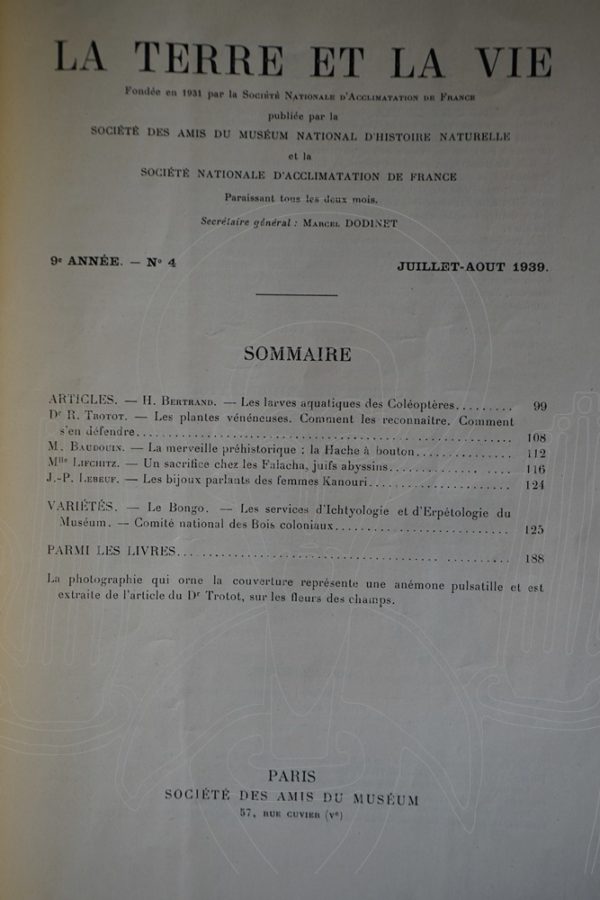 LA TERRE ET LA VIE
Fondée en 1931 par la Société Nationale d'Acclimatation de France
publiée par la
SOCIÉTÉ DES AMIS DU MUSÉUM NATIONAL D'HISTOIRE NATURELLE
et la
SOCIÉTÉ NATIONALE D'ACCLIMATATION DE FRANCE
Paraissant tous les deux mois.
Secrétaire général : Marcel DODINET
9e ANNÉE. — No 4 JUILLET-AOUT 1939.
SOMMAIRE
ARTICLES. — H. Bertrand. — Les larves aquatiques des Coléoptères......... 99
Dr R. Trotot. — Les plantes vénéneuses. Comment les reconnaître. Comment
s'en défendre......... 108
M. Baudouin. — La merveille préhistorique : la Hache à bouton......... 112
Mlle Lifchitz. — Un sacrifice chez les Falacha, juifs abyssins......... 116
J.-P. Lebeuf. — Les bijoux parlants des femmes Kanouri......... 124
VARIÉTÉS. — Le Bongo. — Les services d'Ichtyologie et d'Erpétologie du
Muséum. — Comité national des Bois coloniaux......... 125
PARMI LES LIVRES......... 188
La photographie qui orne la couverture représente une anémone pulsatille et est
extraite de l'article du Dr Trotot, sur les fleurs des champs.
PARIS
SOCIÉTÉ DES AMIS DU MUSÉUM
57, RUE CUVIER (Ve)